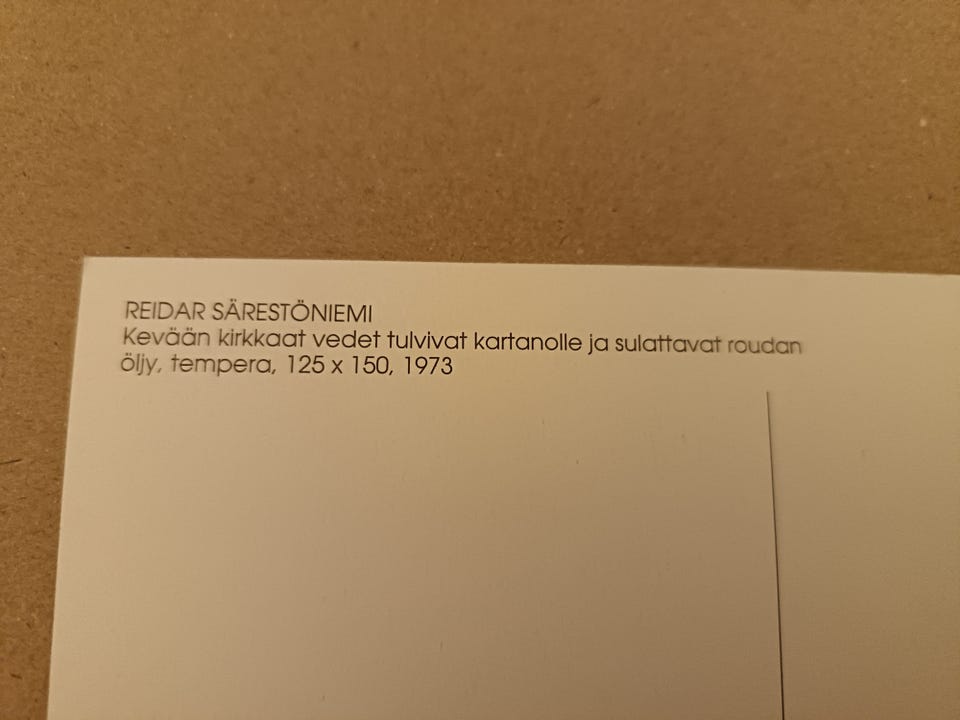 REIDAR SÄRESTÖNIEMI
Kevään kirkkaat vedet tulvivat kartanolle ja sulattavat roudan
öljy, tempera, 125 x 150, 1973